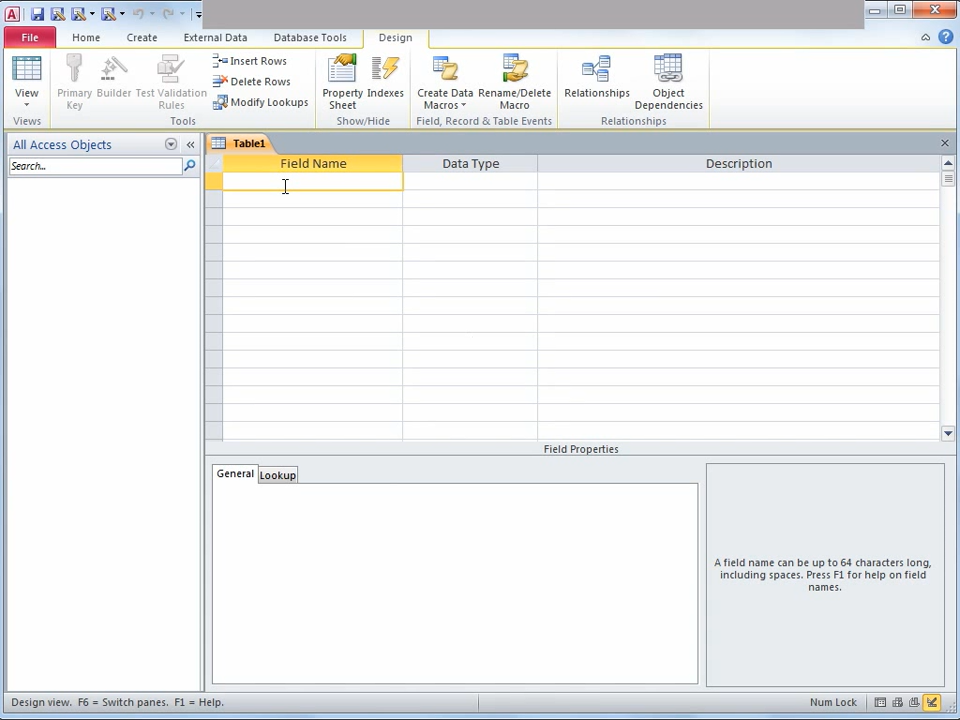 A
File Home Create External Data Database Tools Design
View
Primary Key
Builder
Test Validation Rules
Insert Rows
Delete Rows
Modify Lookups
Property Sheet
Indexes
Create Data Macros
Rename/Delete Macro
Relationships
Object Dependencies
Views Tools Show/Hide Field, Record & Table Events Relationships
All Access Objects
Search...
Table1
Field Name Data Type Description
Field Properties
General Lookup
A field name can be up to 64 characters long,
including spaces. Press F1 for help on field
names.
Design view. F6 = Switch panes. F1 = Help.
Num Lock